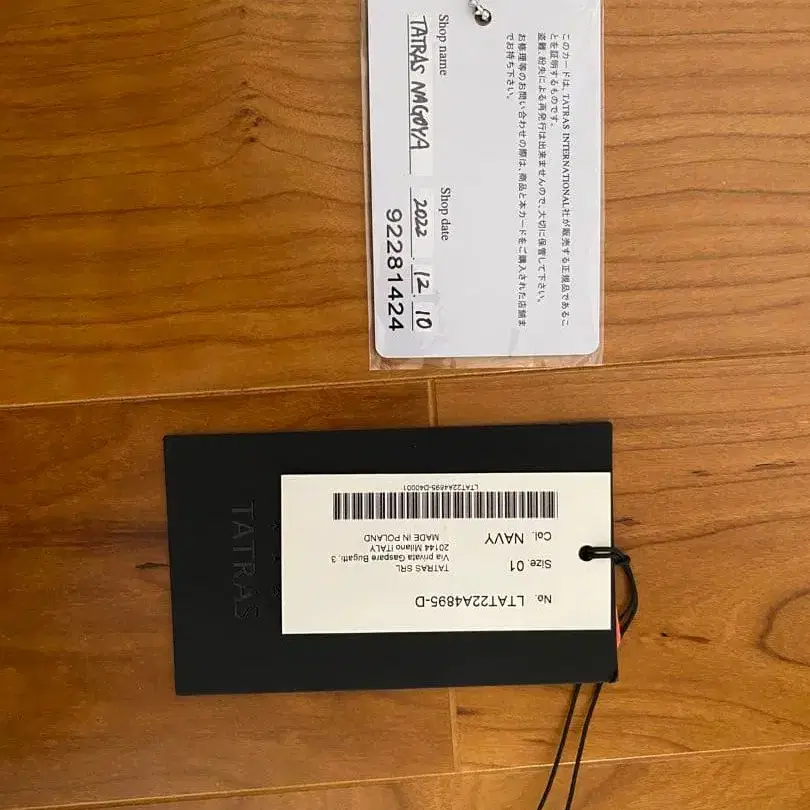 このカードは、TATRAS INTERNATIONAL社が販売する正規品であるこ
とを証明するものです。
盗難、紛失による再発行は出来ませんので、大切に保管して下さい。
お修理等のお問い合わせの際は、商品と本カードをご購入された店舗ま
でお持ち下さい。
Shop name
Shop date
TATRAS NAGOYA
2022. 12. 10
92281424
TATRAS
No. LTAT22A4895-D
Size. 01
Col. NAVY
TATRAS SRL
Via privata Gaspare Bugatti, 3
20144 Milano ITALY
MADE IN POLAND
LTAT22A4895-D40001